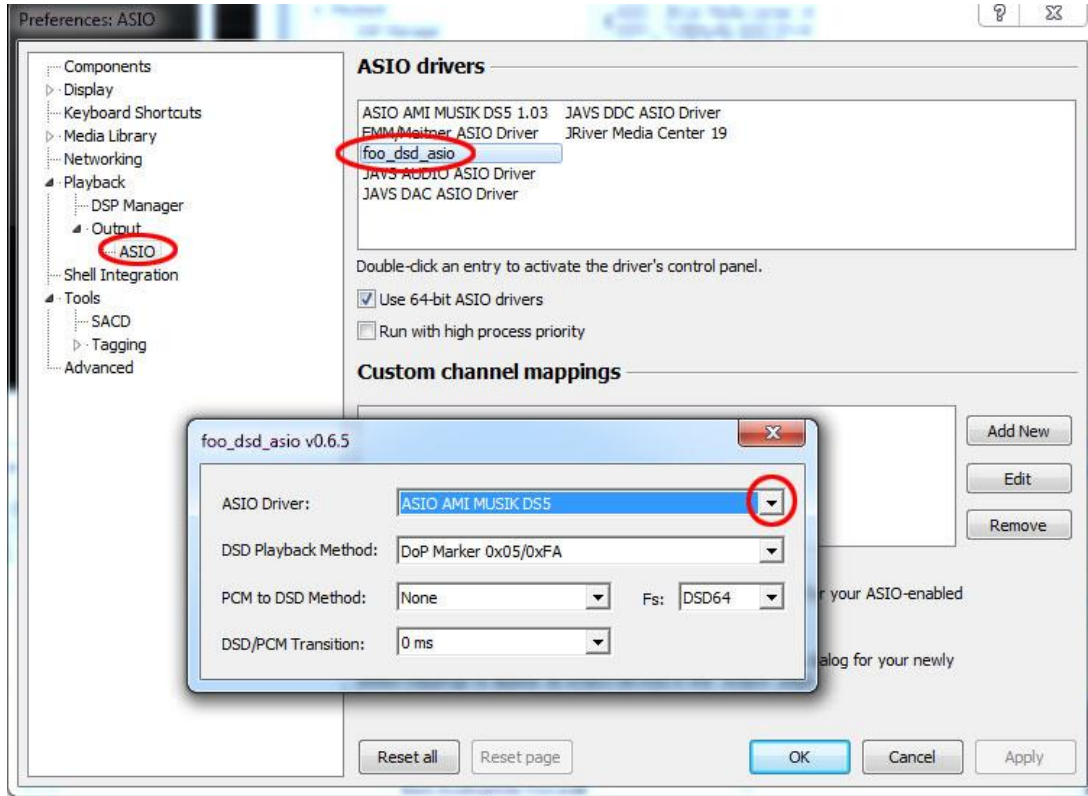 Preferences: ASIO
Components
Display
Keyboard Shortcuts
Media Library
Networking
Playback
DSP Manager
Output
ASIO
Shell Integration
Tools
SACD
Tagging
Advanced
ASIO drivers
ASIO AMI MUSIK DS5 1.03 JAVS DDC ASIO Driver
EMM/Meitner ASIO Driver JRiver Media Center 19
foo_dsd_asio
JAVS AUDIO ASIO Driver
JAVS DAC ASIO Driver
Double-click an entry to activate the driver's control panel.
Use 64-bit ASIO drivers
Run with high process priority
Custom channel mappings
Add New
Edit
Remove
foo_dsd_asio v0.6.5
ASIO Driver: ASIO AMI MUSIK DS5
DSD Playback Method: DoP Marker 0x05/0xFA
PCM to DSD Method: None Fs: DSD64
DSD/PCM Transition: 0 ms
your ASIO-enabled
for your newly
Reset all Reset page OK Cancel Apply